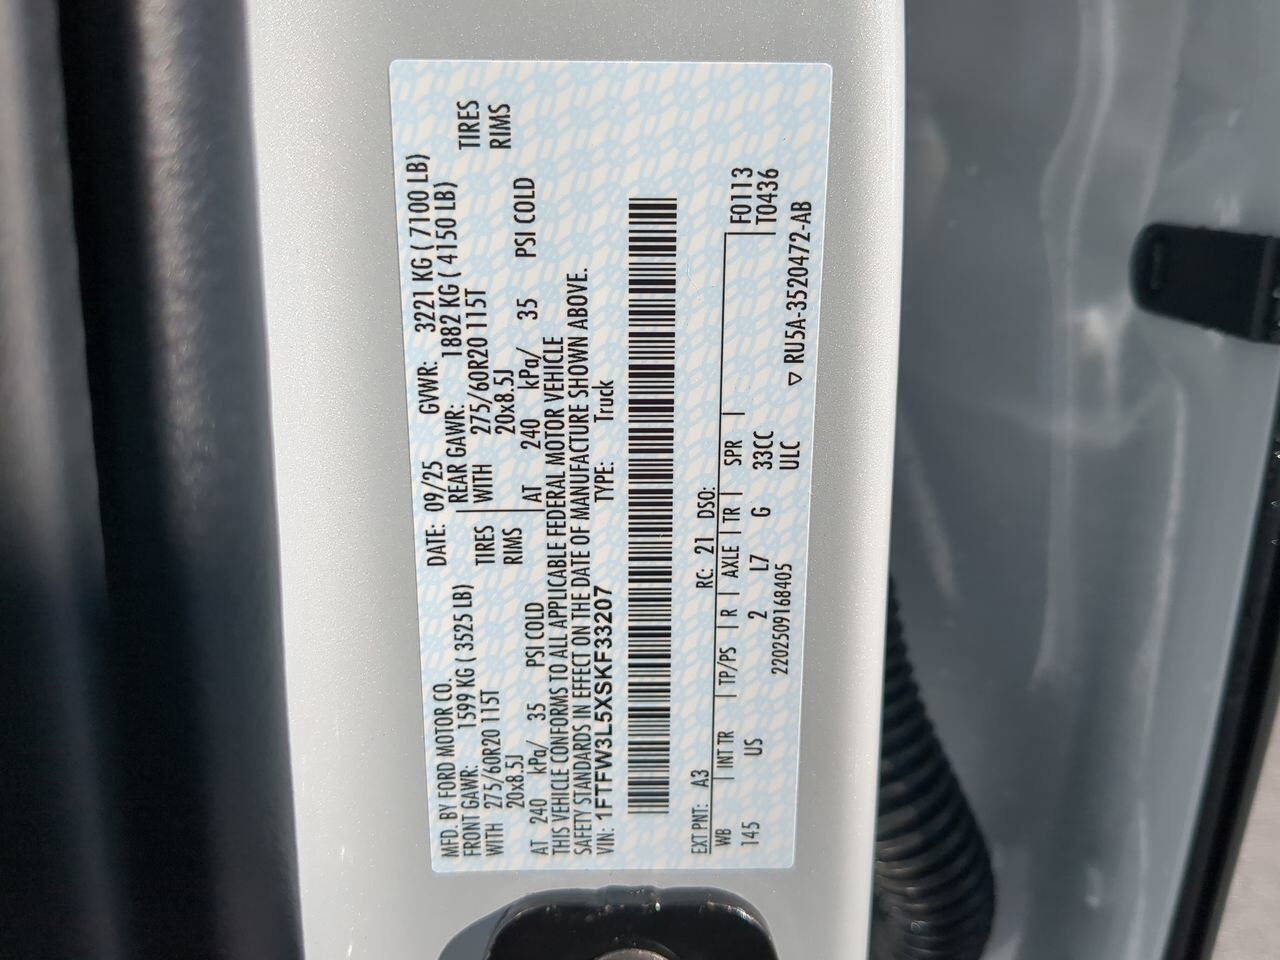 MFD. BY FORD MOTOR CO. DATE: 09/25 GVWR: 3221 KG ( 7100 LB)
FRONT GAWR: 1599 KG ( 3525 LB) REAR GAWR: 1882 KG ( 4150 LB)
WITH 275/60R20 115T TIRES WITH 275/60R20 115T TIRES
20x8.5J RIMS 20x8.5J RIMS
AT 240 kPa/ 35 PSI COLD AT 240 kPa/ 35 PSI COLD
THIS VEHICLE CONFORMS TO ALL APPLICABLE FEDERAL MOTOR VEHICLE
SAFETY STANDARDS IN EFFECT ON THE DATE OF MANUFACTURE SHOWN ABOVE.
VIN: 1FTFW3L5XSKF33207 TYPE: Truck
EXT PNT: A3 RC: 21 DSO:
WB INT TR TP/PS R AXLE TR SPR F0113
145 US 2 L7 G 33CC T0436
2202509168405 ULC
▽ RU5A-3520472-AB